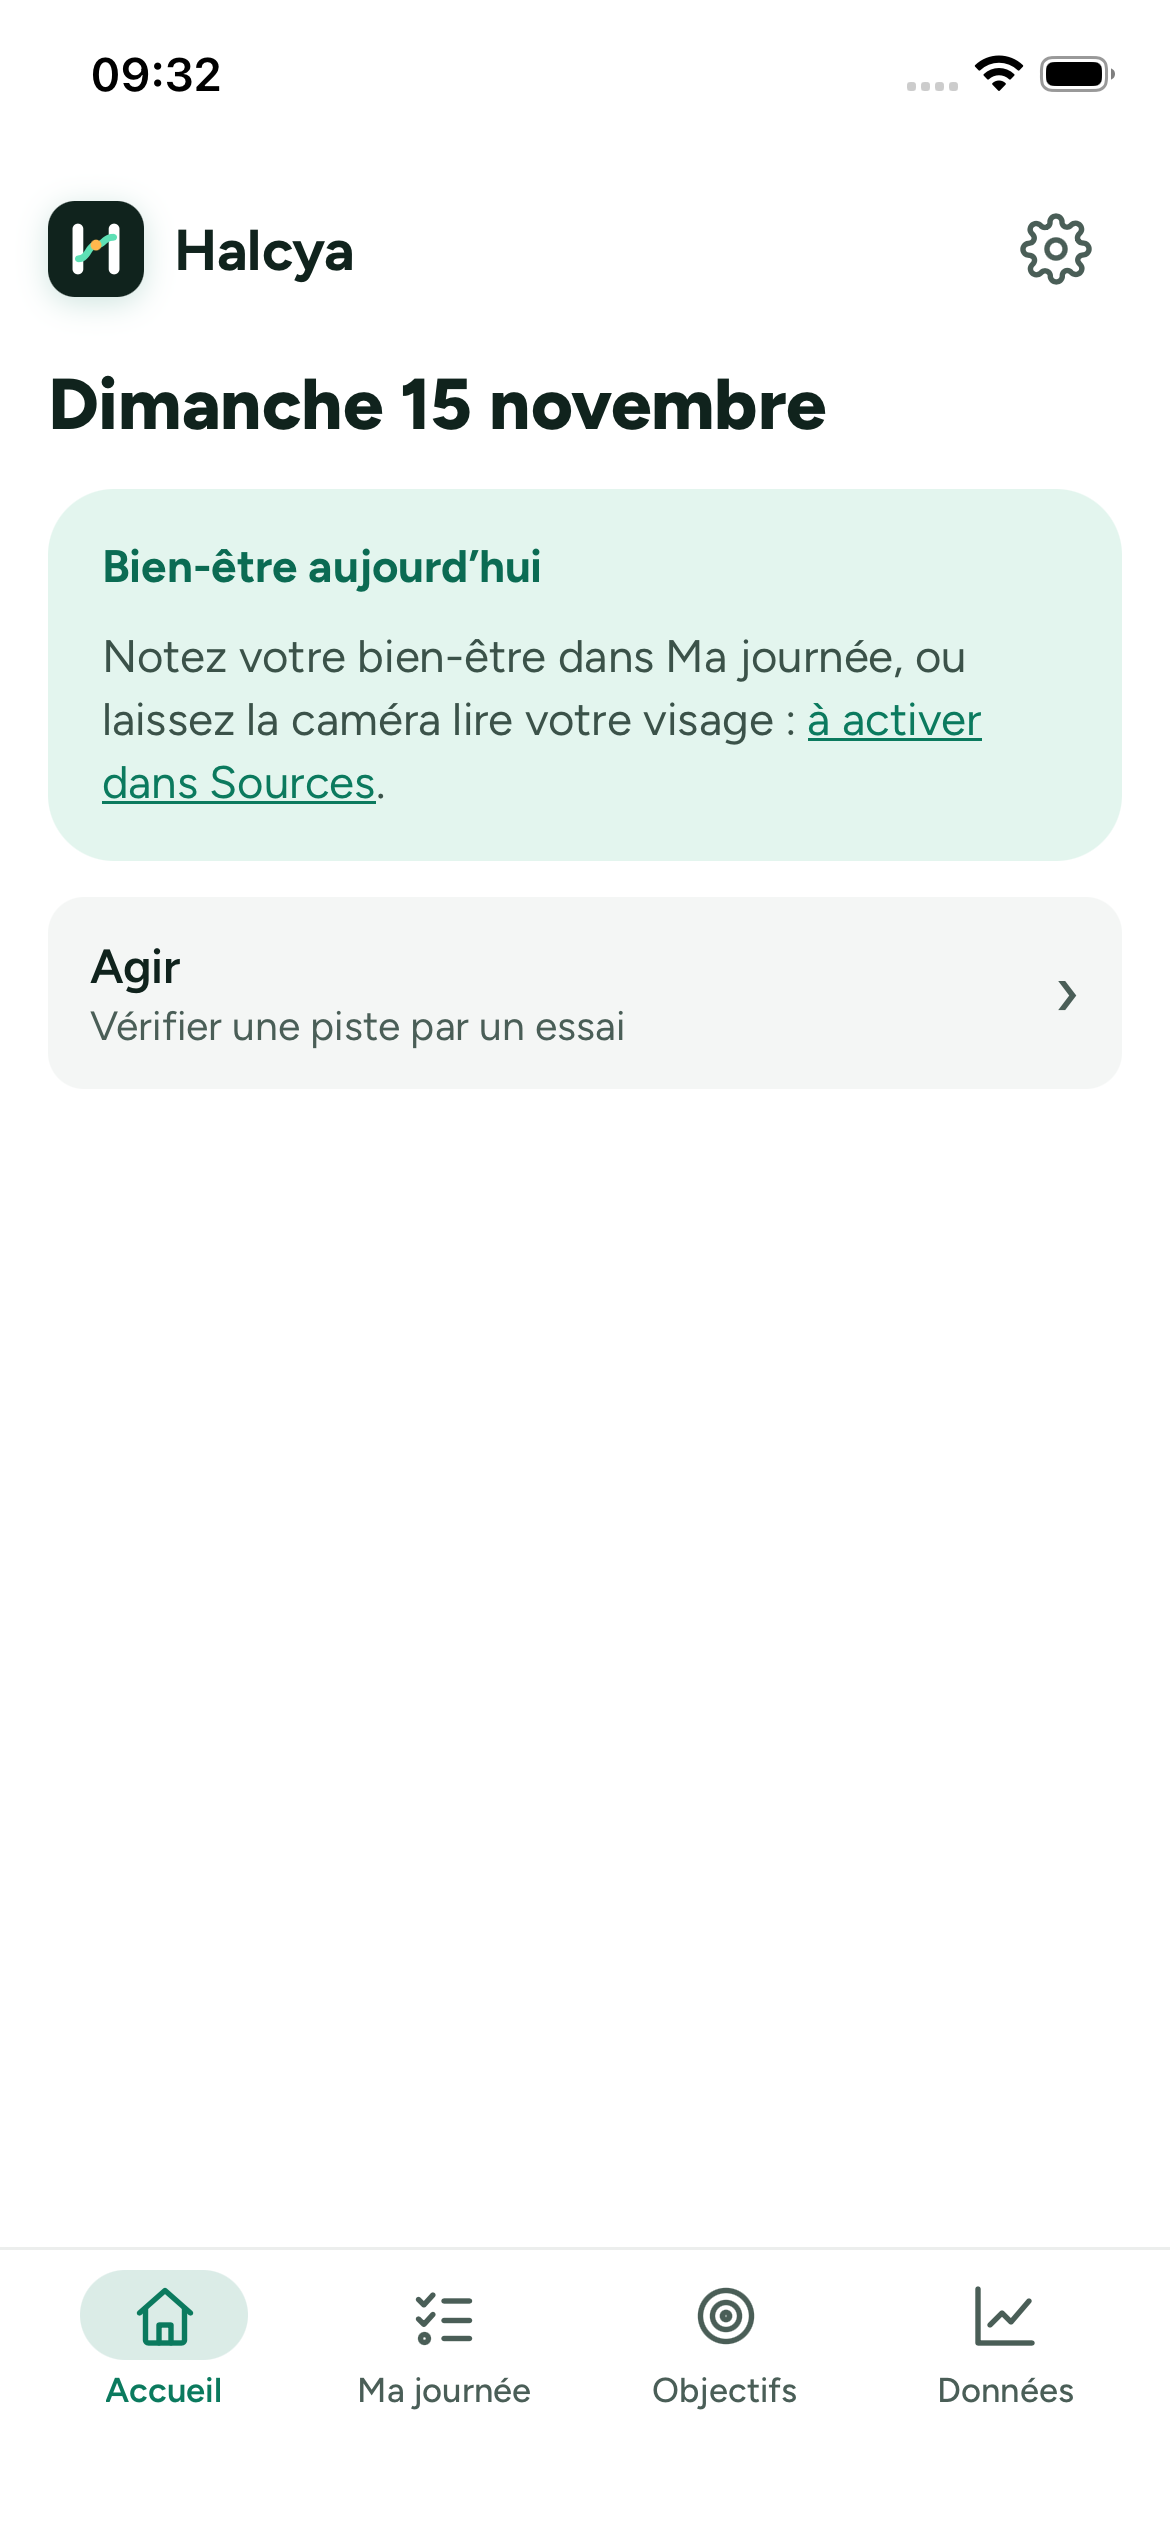 09:32
Halcya
Dimanche 15 novembre
Bien-être aujourd’hui
Notez votre bien-être dans Ma journée, ou
laissez la caméra lire votre visage : à activer
dans Sources.
Agir
Vérifier une piste par un essai
Accueil
Ma journée
Objectifs
Données